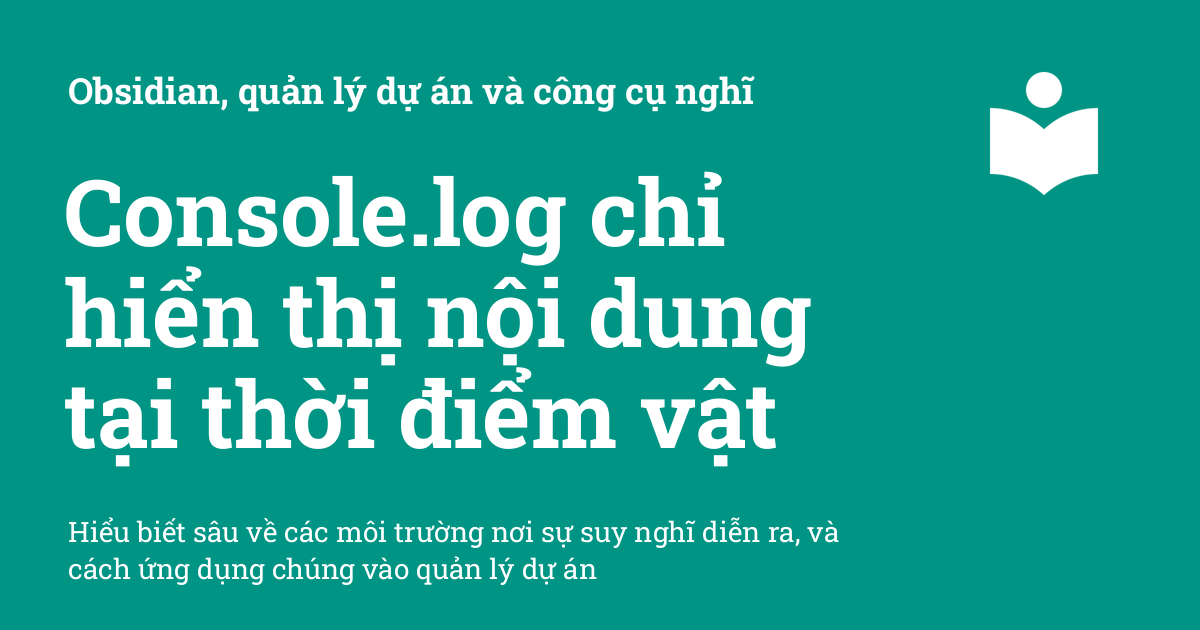 Obsidian, quản lý dự án và công cụ nghĩ
Console.log chỉ
hiển thị nội dung
tại thời điểm vật
Hiểu biết sâu về các môi trường nơi sự suy nghĩ diễn ra, và
cách ứng dụng chúng vào quản lý dự án